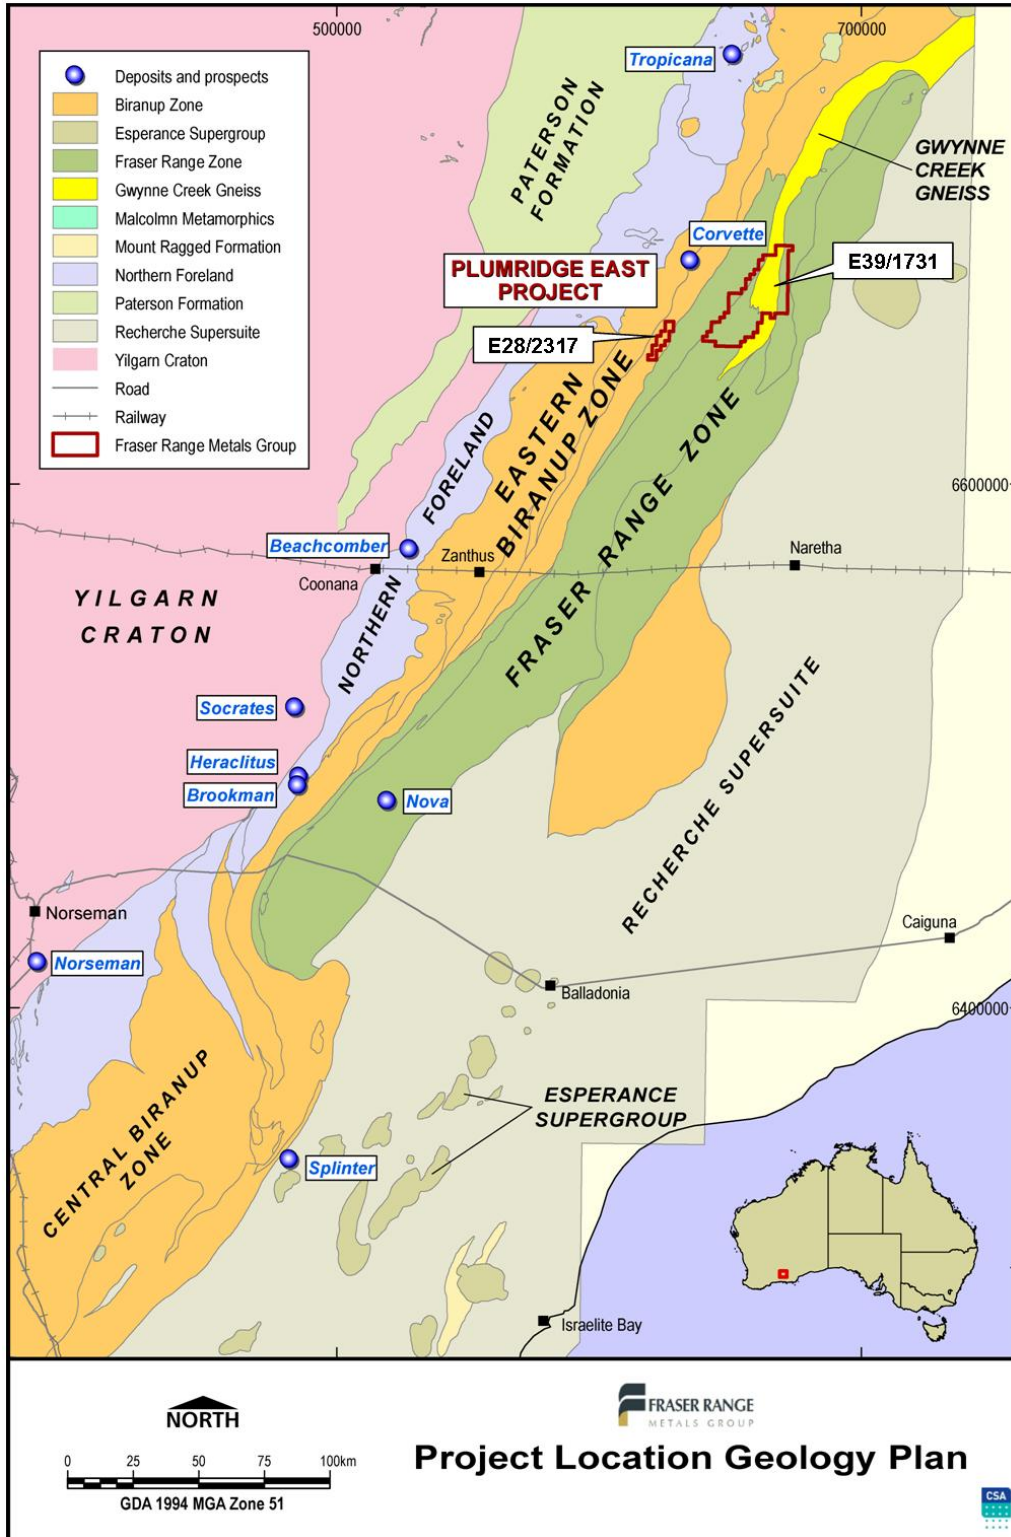 500000
700000
Deposits and prospects
Biranup Zone
Esperance Supergroup
Fraser Range Zone
Gwynne Creek Gneiss
Malcolmn Metamorphics
Mount Ragged Formation
Northern Foreland
Paterson Formation
Recherche Supersuite
Yilgarn Craton
Road
Railway
Fraser Range Metals Group
Tropicana
PATERSON
FORMATION
GWYNNE
CREEK
GNEISS
Corvette
E39/1731
PLUMRIDGE EAST
PROJECT
E28/2317
EASTERN
BIRANUP ZONE
NORTHERN FORELAND
FRASER RANGE ZONE
6600000
Beachcomber
Coonana
Zanthus
Naretha
YILGARN
CRATON
Socrates
Heraclitus
Brookman
Nova
RECHERCHE SUPERSUITE
Norseman
Norseman
Caiguna
Balladonia
6400000
CENTRAL BIRANUP
ZONE
ESPERANCE
SUPERGROUP
Splinter
Israelite Bay
NORTH
0 25 50 75 100km
GDA 1994 MGA Zone 51
FRASER RANGE
METALS GROUP
Project Location Geology Plan
CSA